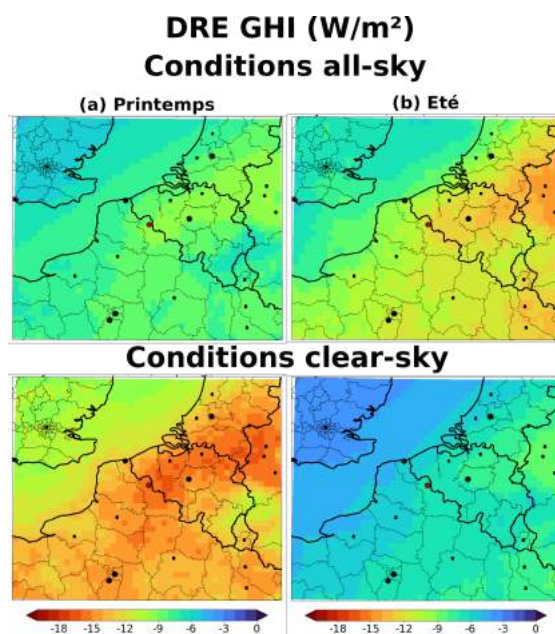 DRE GHI (W/m²)
Conditions all-sky
(a) Printemps (b) Eté
Conditions clear-sky
-18 -15 -12 -9 -6 -3 0 -18 -15 -12 -9 -6 -3 0